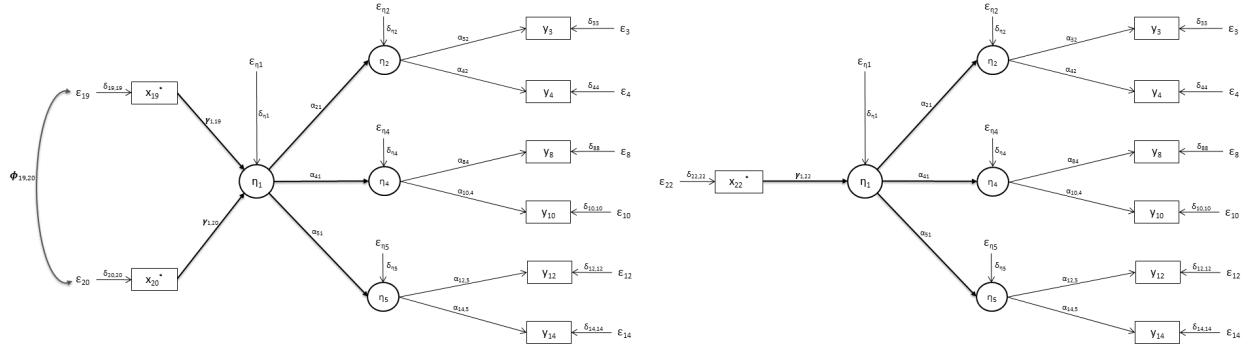 ε₁₉
δ₁₉,₁₉
x₁₉*
ϕ₁₉,₂₀
ε₂₀
δ₂₀,₂₀
x₂₀*
γ₁,₁₉
γ₁,₂₀
εη₁
δη₁
η₁
α₂₁
α₄₁
α₅₁
εη₂
δη₂
η₂
α₃₂
y₃
δ₃₃
ε₃
α₄₂
y₄
δ₄₄
ε₄
εη₄
δη₄
η₄
α₈₄
y₈
δ₈₈
ε₈
α₁₀,₄
y₁₀
δ₁₀,₁₀
ε₁₀
εη₅
δη₅
η₅
α₁₂,₅
y₁₂
δ₁₂,₁₂
ε₁₂
α₁₄,₅
y₁₄
δ₁₄,₁₄
ε₁₄
ε₂₂
δ₂₂,₂₂
x₂₂*
γ₁,₂₂
εη₁
δη₁
η₁
α₂₁
α₄₁
α₅₁
εη₂
δη₂
η₂
α₃₂
y₃
δ₃₃
ε₃
α₄₂
y₄
δ₄₄
ε₄
εη₄
δη₄
η₄
α₈₄
y₈
δ₈₈
ε₈
α₁₀,₄
y₁₀
δ₁₀,₁₀
ε₁₀
εη₅
δη₅
η₅
α₁₂,₅
y₁₂
δ₁₂,₁₂
ε₁₂
α₁₄,₅
y₁₄
δ₁₄,₁₄
ε₁₄